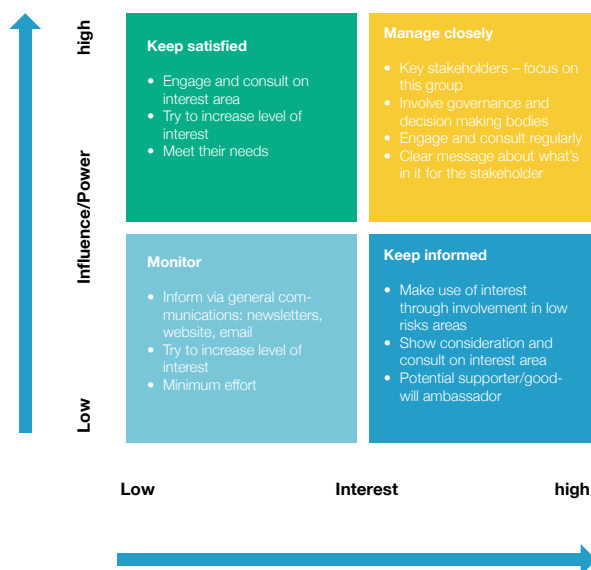 high
Influence/Power
Low
Keep satisfied
• Engage and consult on
interest area
• Try to increase level of
interest
• Meet their needs
Manage closely
• Key stakeholders – focus on
this group
• Involve governance and
decision making bodies
• Engage and consult regularly
• Clear message about what's
in it for the stakeholder
Monitor
• Inform via general com-
munications: newsletters,
website, email
• Try to increase level of
interest
• Minimum effort
Keep informed
• Make use of interest
through involvement in low
risks areas
• Show consideration and
consult on interest area
• Potential supporter/good-
will ambassador
Low
Interest
high